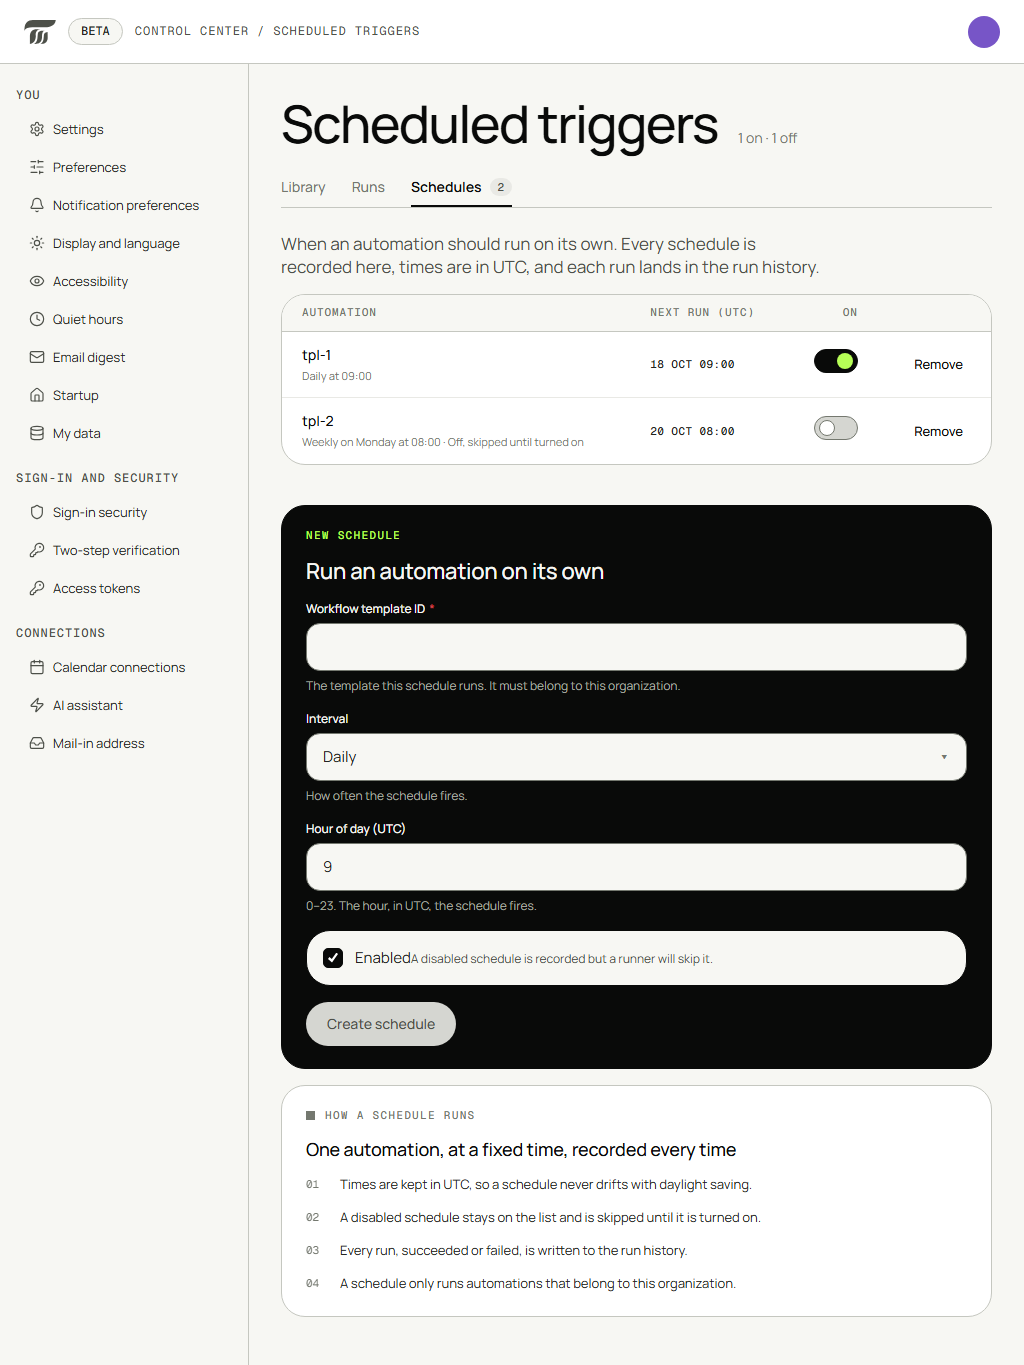 BETA
CONTROL CENTER / SCHEDULED TRIGGERS
YOU
Settings
Preferences
Notification preferences
Display and language
Accessibility
Quiet hours
Email digest
Startup
My data
SIGN-IN AND SECURITY
Sign-in security
Two-step verification
Access tokens
CONNECTIONS
Calendar connections
AI assistant
Mail-in address
Scheduled triggers
1 on · 1 off
Library
Runs
Schedules 2
When an automation should run on its own. Every schedule is
recorded here, times are in UTC, and each run lands in the run history.
AUTOMATION NEXT RUN (UTC) ON
tpl-1
Daily at 09:00
18 OCT 09:00
Remove
tpl-2
Weekly on Monday at 08:00 · Off, skipped until turned on
20 OCT 08:00
Remove
NEW SCHEDULE
Run an automation on its own
Workflow template ID *
The template this schedule runs. It must belong to this organization.
Interval
Daily
How often the schedule fires.
Hour of day (UTC)
9
0–23. The hour, in UTC, the schedule fires.
EnabledA disabled schedule is recorded but a runner will skip it.
Create schedule
HOW A SCHEDULE RUNS
One automation, at a fixed time, recorded every time
01 Times are kept in UTC, so a schedule never drifts with daylight saving.
02 A disabled schedule stays on the list and is skipped until it is turned on.
03 Every run, succeeded or failed, is written to the run history.
04 A schedule only runs automations that belong to this organization.